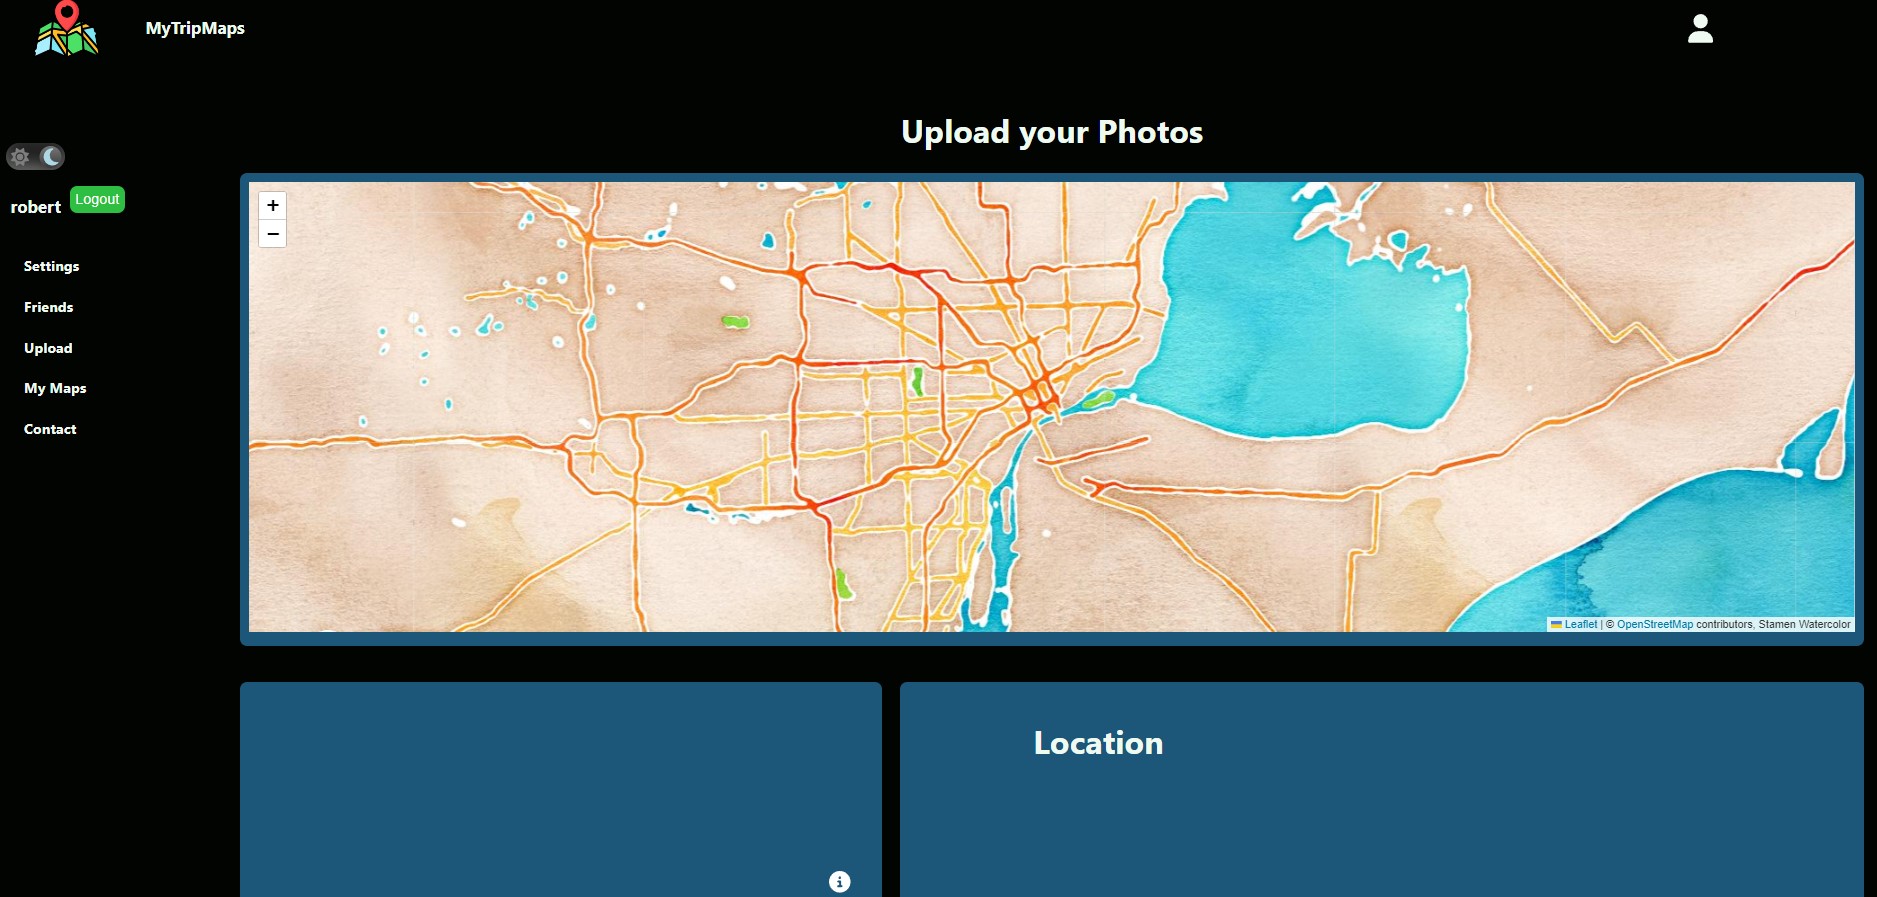 MyTripMaps
Upload your Photos
robert Logout
Settings
Friends
Upload
My Maps
Contact
+
−
Leaflet | © OpenStreetMap contributors, Stamen Watercolor
Location